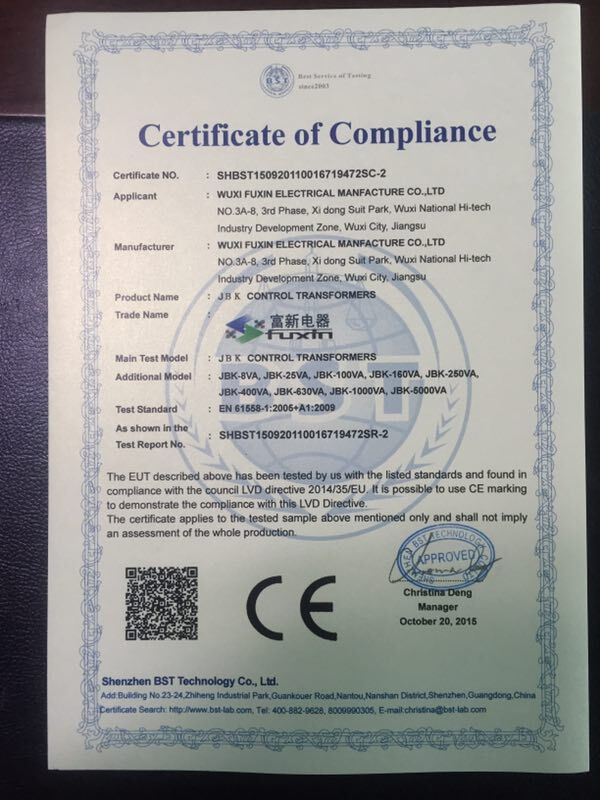 B.S.T
Best Service of Testing
since2003
Certificate of Compliance
Certificate NO. : SHBST150920110016719472SC-2
Applicant : WUXI FUXIN ELECTRICAL MANFACTURE CO.,LTD
NO.3A-8, 3rd Phase, Xi dong Suit Park, Wuxi National Hi-tech
Industry Development Zone, Wuxi City, Jiangsu
Manufacturer : WUXI FUXIN ELECTRICAL MANFACTURE CO.,LTD
NO.3A-8, 3rd Phase, Xi dong Suit Park, Wuxi National Hi-tech
Industry Development Zone, Wuxi City, Jiangsu
Product Name : JBK CONTROL TRANSFORMERS
Trade Name :
富新电器
fuxin
Main Test Model : JBK CONTROL TRANSFORMERS
Additional Model : JBK-8VA, JBK-25VA, JBK-100VA, JBK-160VA, JBK-250VA,
JBK-400VA, JBK-630VA, JBK-1000VA, JBK-5000VA
Test Standard : EN 61558-1:2005+A1:2009
As shown in the
Test Report No. : SHBST150920110016719472SR-2
BST
The EUT described above has been tested by us with the listed standards and found in
compliance with the council LVD directive 2014/35/EU. It is possible to use CE marking
to demonstrate the compliance with this LVD Directive.
The certificate applies to the tested sample above mentioned only and shall not imply
an assessment of the whole production.
BST TECHNOLOGY
APPROVED
CE
Christina Deng
Manager
October 20, 2015
Shenzhen BST Technology Co., Ltd.
Add:Building No.23-24,Zhiheng Industrial Park,Guankouer Road,Nantou,Nanshan District,Shenzhen,Guangdong,China
Certificate Search: http://www.bst-lab.com, Tel: 400-882-9628, 8009990305, E-mail:christina@bst-lab.com